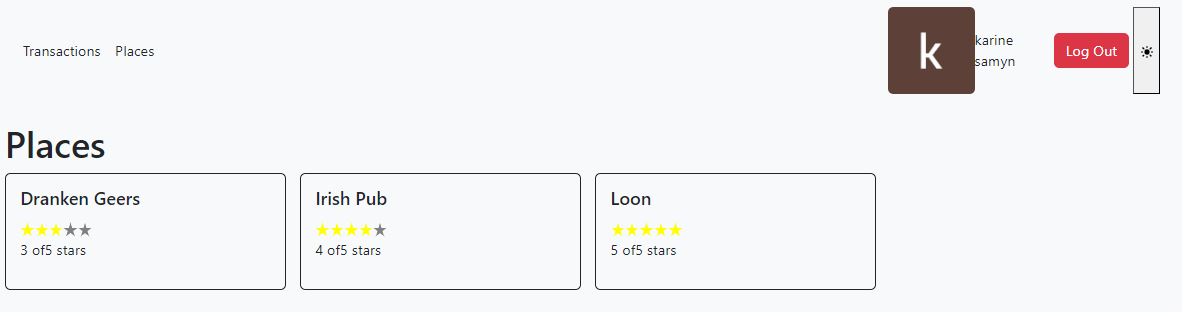 Transactions Places
k
karine
samyn
Log Out
Places
Dranken Geers
3 of5 stars
Irish Pub
4 of5 stars
Loon
5 of5 stars